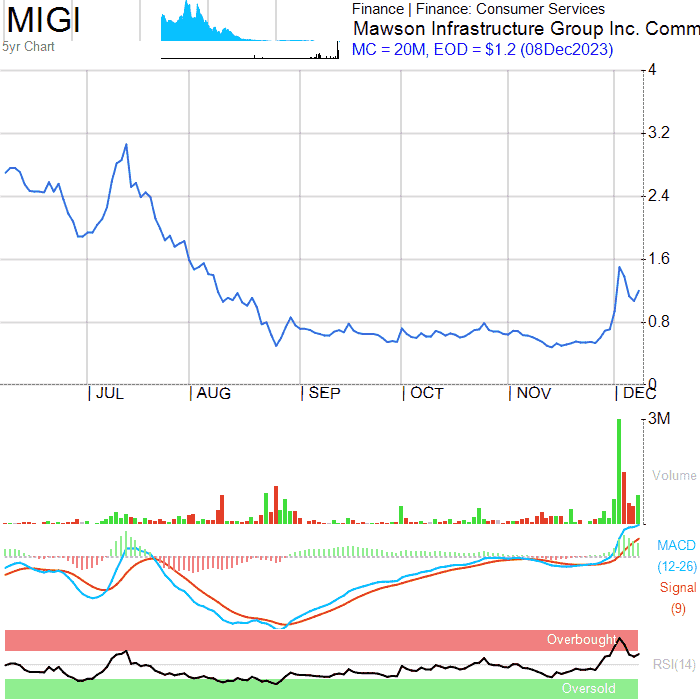 MIGI
5yr Chart
Finance | Finance: Consumer Services
Mawson Infrastructure Group Inc. Comm
MC = 20M, EOD = $1.2 (08Dec2023)
4
3.2
2.4
1.6
0.8
0
JUL AUG SEP OCT NOV DEC
3M
Volume
MACD
(12-26)
Signal
(9)
Overbought
RSI(14)
Oversold